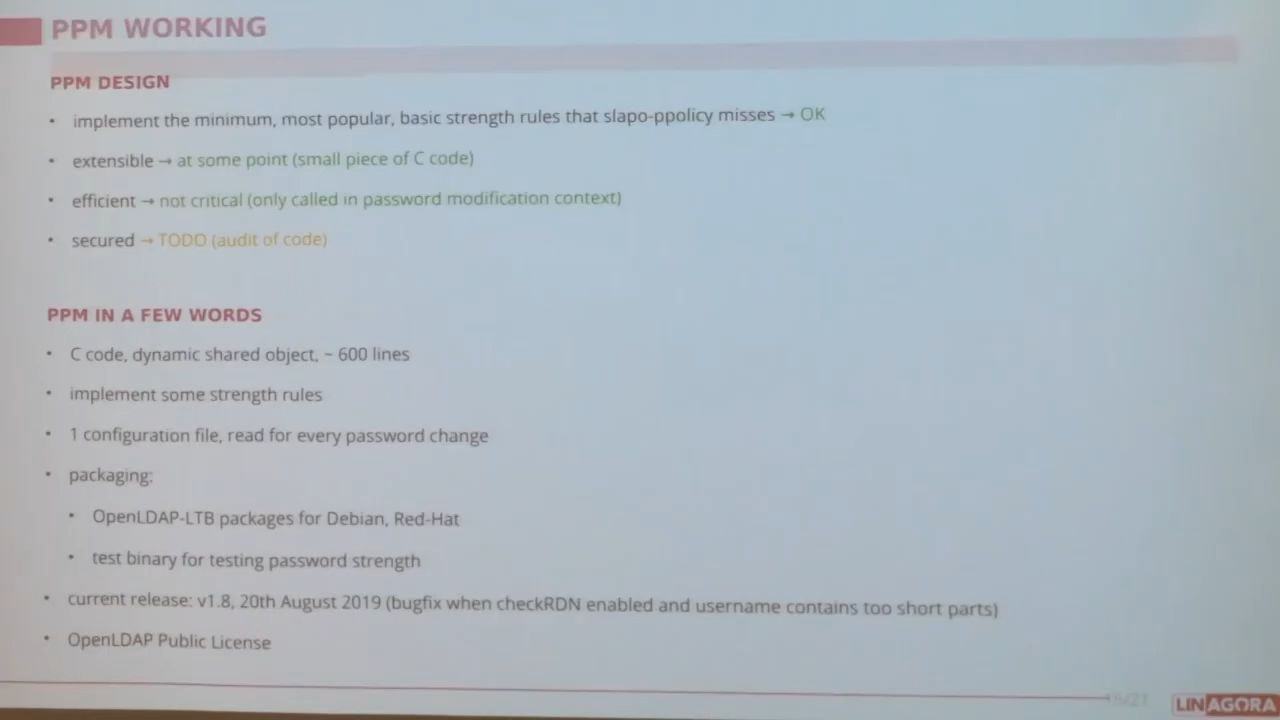 PPM WORKING
PPM DESIGN
• implement the minimum, most popular, basic strength rules that slapo-ppolicy misses → OK
• extensible → at some point (small piece of C code)
• efficient → not critical (only called in password modification context)
• secured → TODO (audit of code)
PPM IN A FEW WORDS
• C code, dynamic shared object, ~ 600 lines
• implement some strength rules
• 1 configuration file, read for every password change
• packaging:
• OpenLDAP-LTB packages for Debian, Red-Hat
• test binary for testing password strength
• current release: v1.8, 20th August 2019 (bugfix when checkRDN enabled and username contains too short parts)
• OpenLDAP Public License
LINAGORA